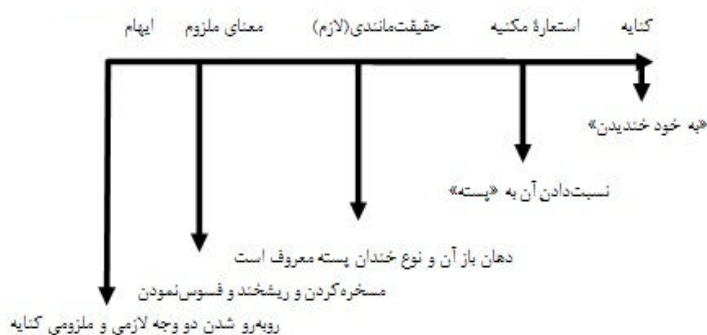 کنایه    استعارهٔ مکنیه    حقیقت‌مانندی(لازم)    معنای ملزوم    ایهام
«به خود خندیدن»
نسبت‌دادن آن به «پسته»
دهان باز آن و نوع خندان پسته معروف است
مسخره‌کردن و ریشخند و فسوس‌نمودن
روبه‌رو شدن دو وجه لازمی و ملزومی کنایه